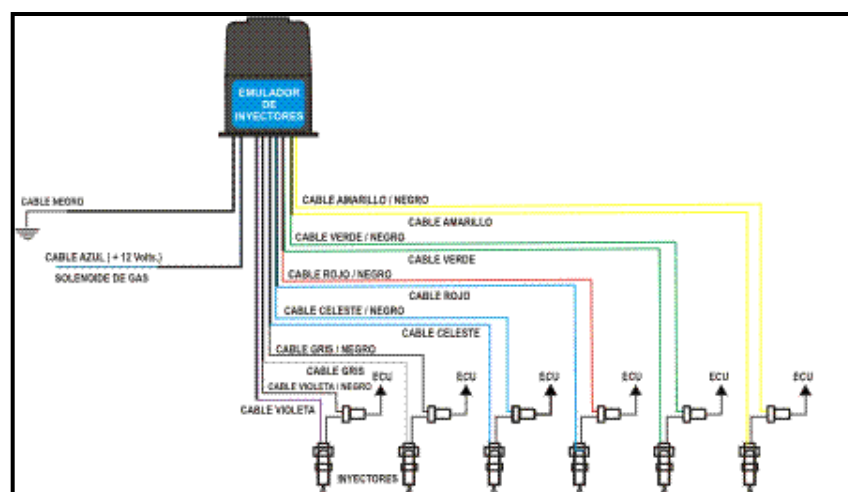 EMULADOR
DE
INYECTORES
CABLE NEGRO
CABLE AZUL ( + 12 Volts.)
SOLENOIDE DE GAS
CABLE AMARILLO / NEGRO
CABLE AMARILLO
CABLE VERDE / NEGRO
CABLE VERDE
CABLE ROJO / NEGRO
CABLE ROJO
CABLE CELESTE / NEGRO
CABLE CELESTE
CABLE GRIS / NEGRO
CABLE GRIS
CABLE VIOLETA / NEGRO
CABLE VIOLETA
ECU
ECU
ECU
ECU
ECU
ECU
INYECTORES